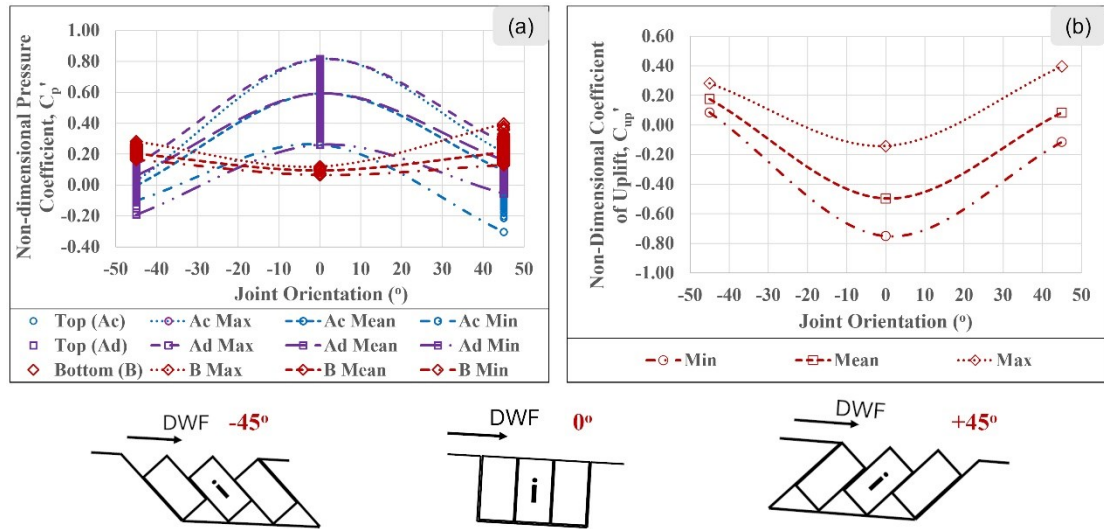 (a)
Non-dimensional Pressure
Coefficient, Cp'
1.00
0.80
0.60
0.40
0.20
0.00
-0.20
-0.40
-50 -40 -30 -20 -10 0 10 20 30 40 50
Joint Orientation (º)
Top (Ac) Ac Max Ac Mean Ac Min
Top (Ad) Ad Max Ad Mean Ad Min
Bottom (B) B Max B Mean B Min
(b)
Non-Dimensional Coefficient
of Uplift, Cup'
0.60
0.40
0.20
0.00
-0.20
-0.40
-0.60
-0.80
-1.00
-50 -40 -30 -20 -10 0 10 20 30 40 50
Joint Orientation (º)
Min Mean Max
DWF -45º
i
DWF 0º
i
DWF +45º
i